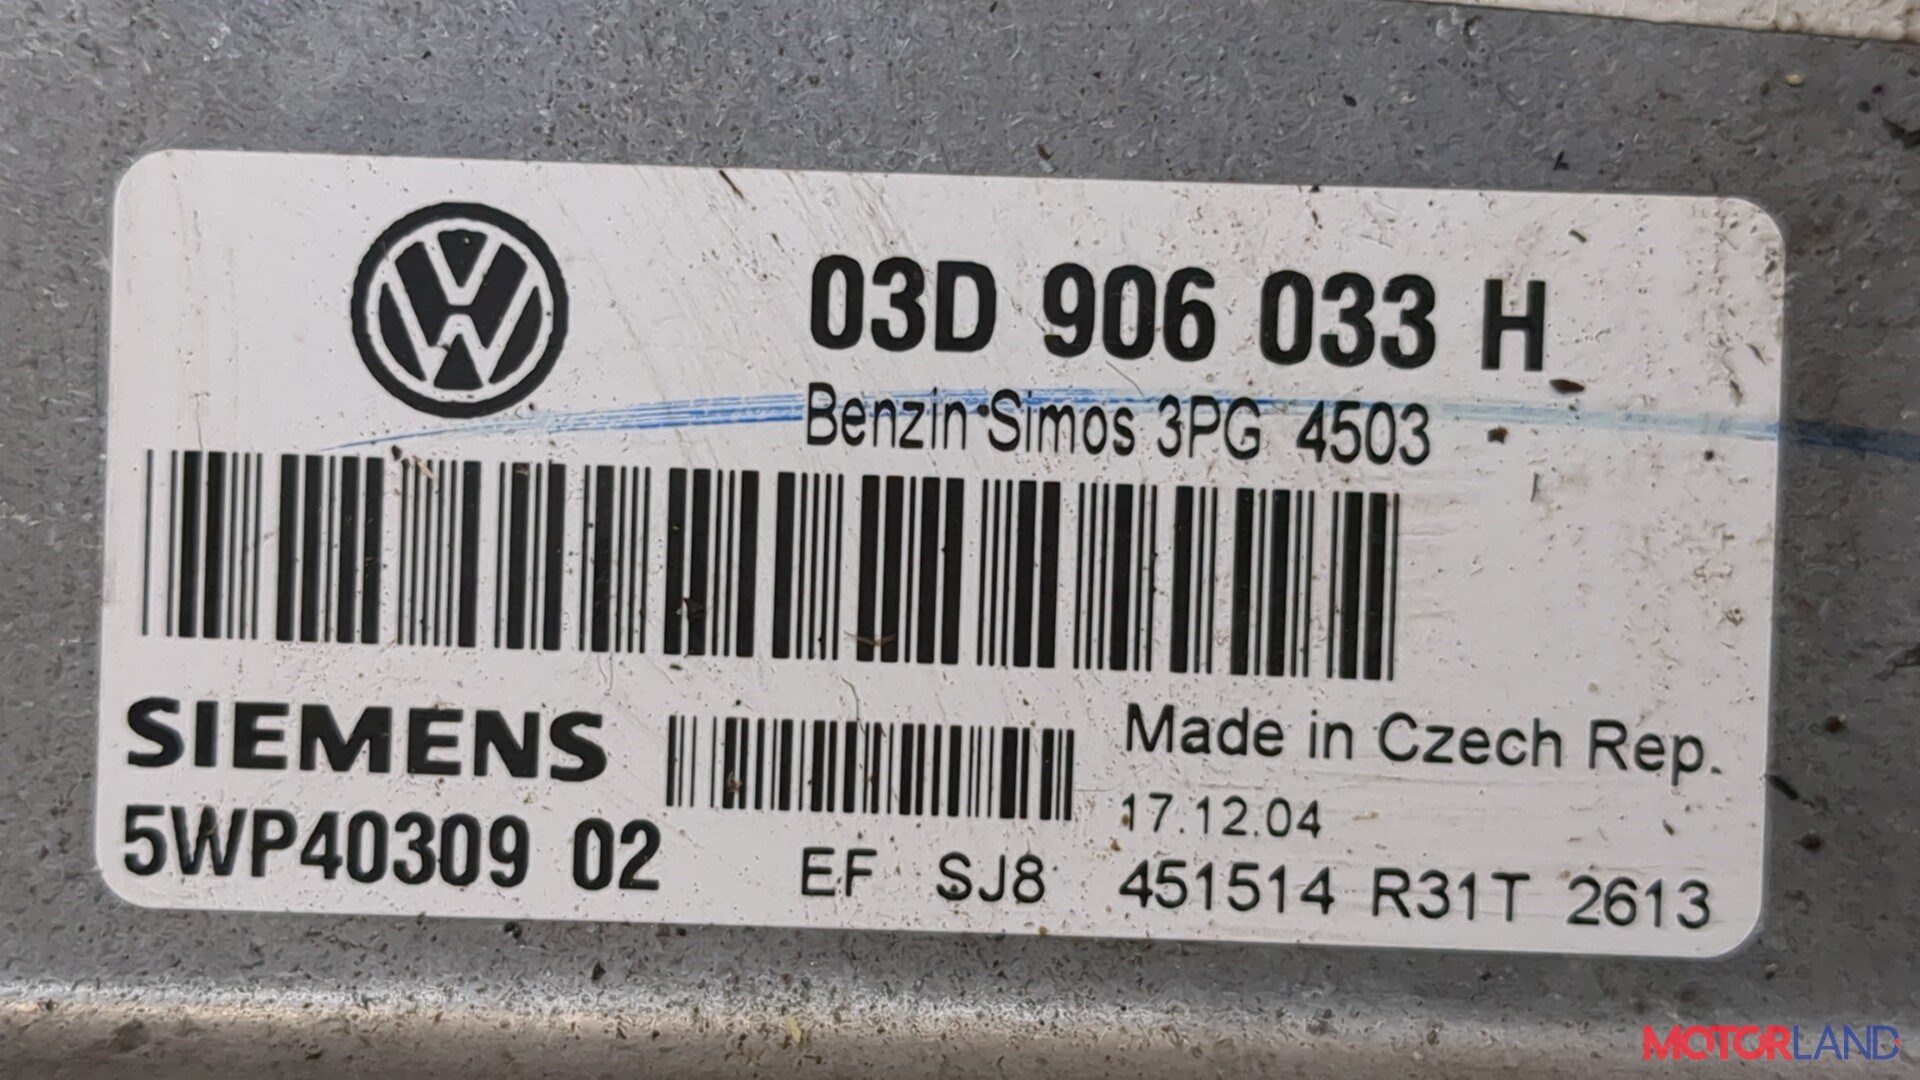 03D 906 033 H
Benzin Simos 3PG 4503
SIEMENS
Made in Czech Rep.
17.12.04
5WP40309 02
EF SJ8 451514 R31T 2613
MOTORLAND